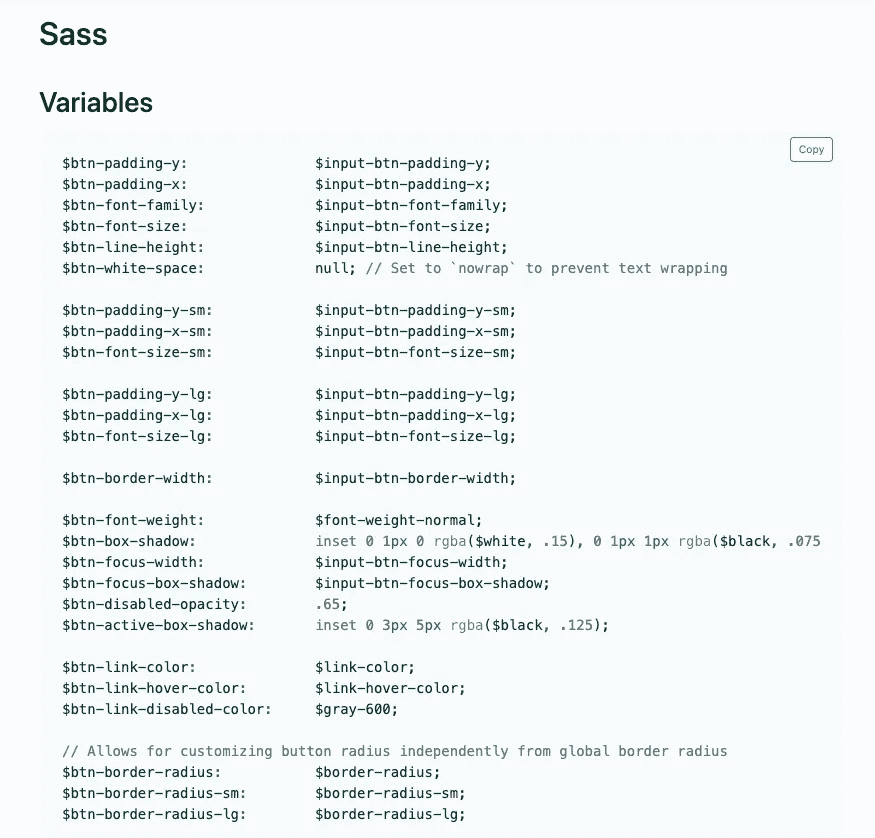 Sass
Variables
Copy
$btn-padding-y: $input-btn-padding-y;
$btn-padding-x: $input-btn-padding-x;
$btn-font-family: $input-btn-font-family;
$btn-font-size: $input-btn-font-size;
$btn-line-height: $input-btn-line-height;
$btn-white-space: null; // Set to `nowrap` to prevent text wrapping
$btn-padding-y-sm: $input-btn-padding-y-sm;
$btn-padding-x-sm: $input-btn-padding-x-sm;
$btn-font-size-sm: $input-btn-font-size-sm;
$btn-padding-y-lg: $input-btn-padding-y-lg;
$btn-padding-x-lg: $input-btn-padding-x-lg;
$btn-font-size-lg: $input-btn-font-size-lg;
$btn-border-width: $input-btn-border-width;
$btn-font-weight: $font-weight-normal;
$btn-box-shadow: inset 0 1px 0 rgba($white, .15), 0 1px 1px rgba($black, .075
$btn-focus-width: $input-btn-focus-width;
$btn-focus-box-shadow: $input-btn-focus-box-shadow;
$btn-disabled-opacity: .65;
$btn-active-box-shadow: inset 0 3px 5px rgba($black, .125);
$btn-link-color: $link-color;
$btn-link-hover-color: $link-hover-color;
$btn-link-disabled-color: $gray-600;
// Allows for customizing button radius independently from global border radius
$btn-border-radius: $border-radius;
$btn-border-radius-sm: $border-radius-sm;
$btn-border-radius-lg: $border-radius-lg;